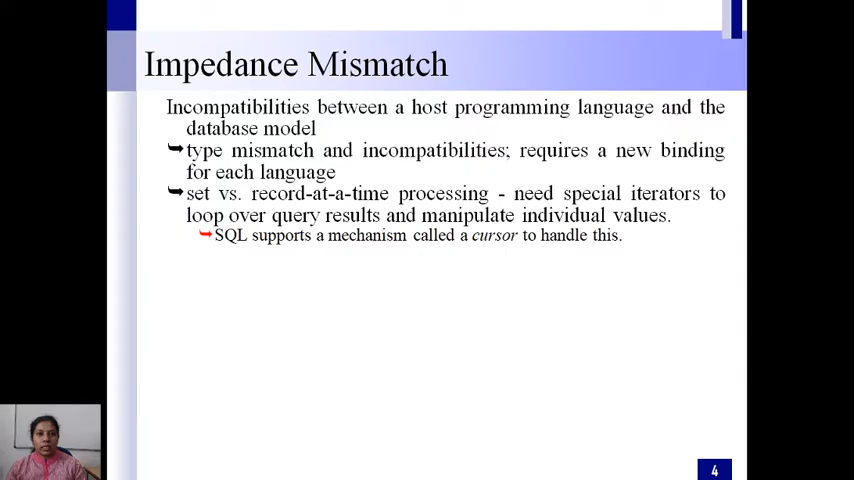 Impedance Mismatch
Incompatibilities between a host programming language and the
database model
type mismatch and incompatibilities; requires a new binding
for each language
set vs. record-at-a-time processing - need special iterators to
loop over query results and manipulate individual values.
SQL supports a mechanism called a cursor to handle this.
4